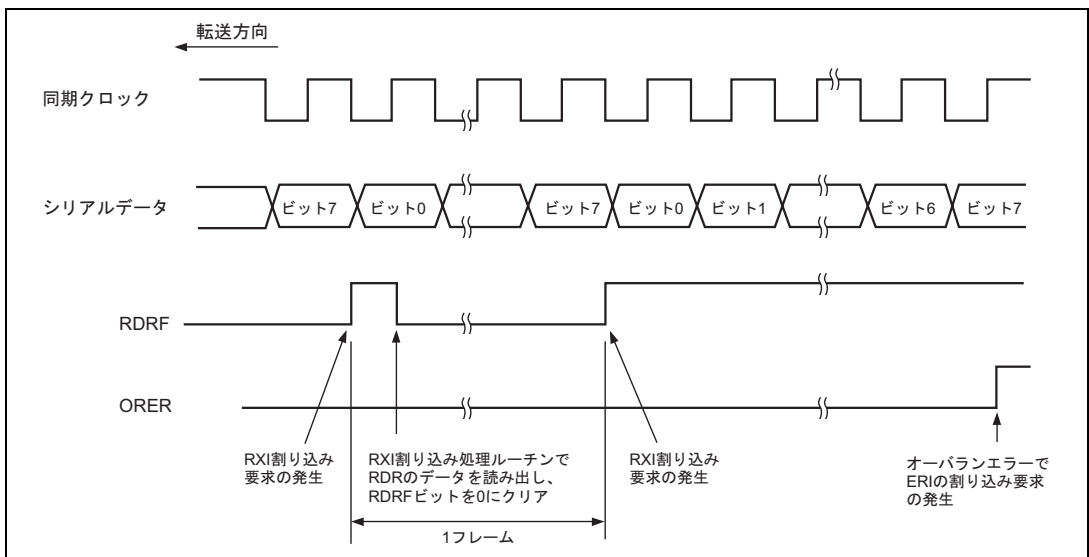 転送方向
同期クロック
シリアルデータ
ビット7 ビット0 ビット7 ビット0 ビット1 ビット6 ビット7
RDRF
ORER
RXI割り込み
要求の発生
RXI割り込み処理ルーチンで
RDRのデータを読み出し、
RDRFビットを0にクリア
RXI割り込み
要求の発生
オーバランエラーで
ERIの割り込み要求
の発生
1フレーム